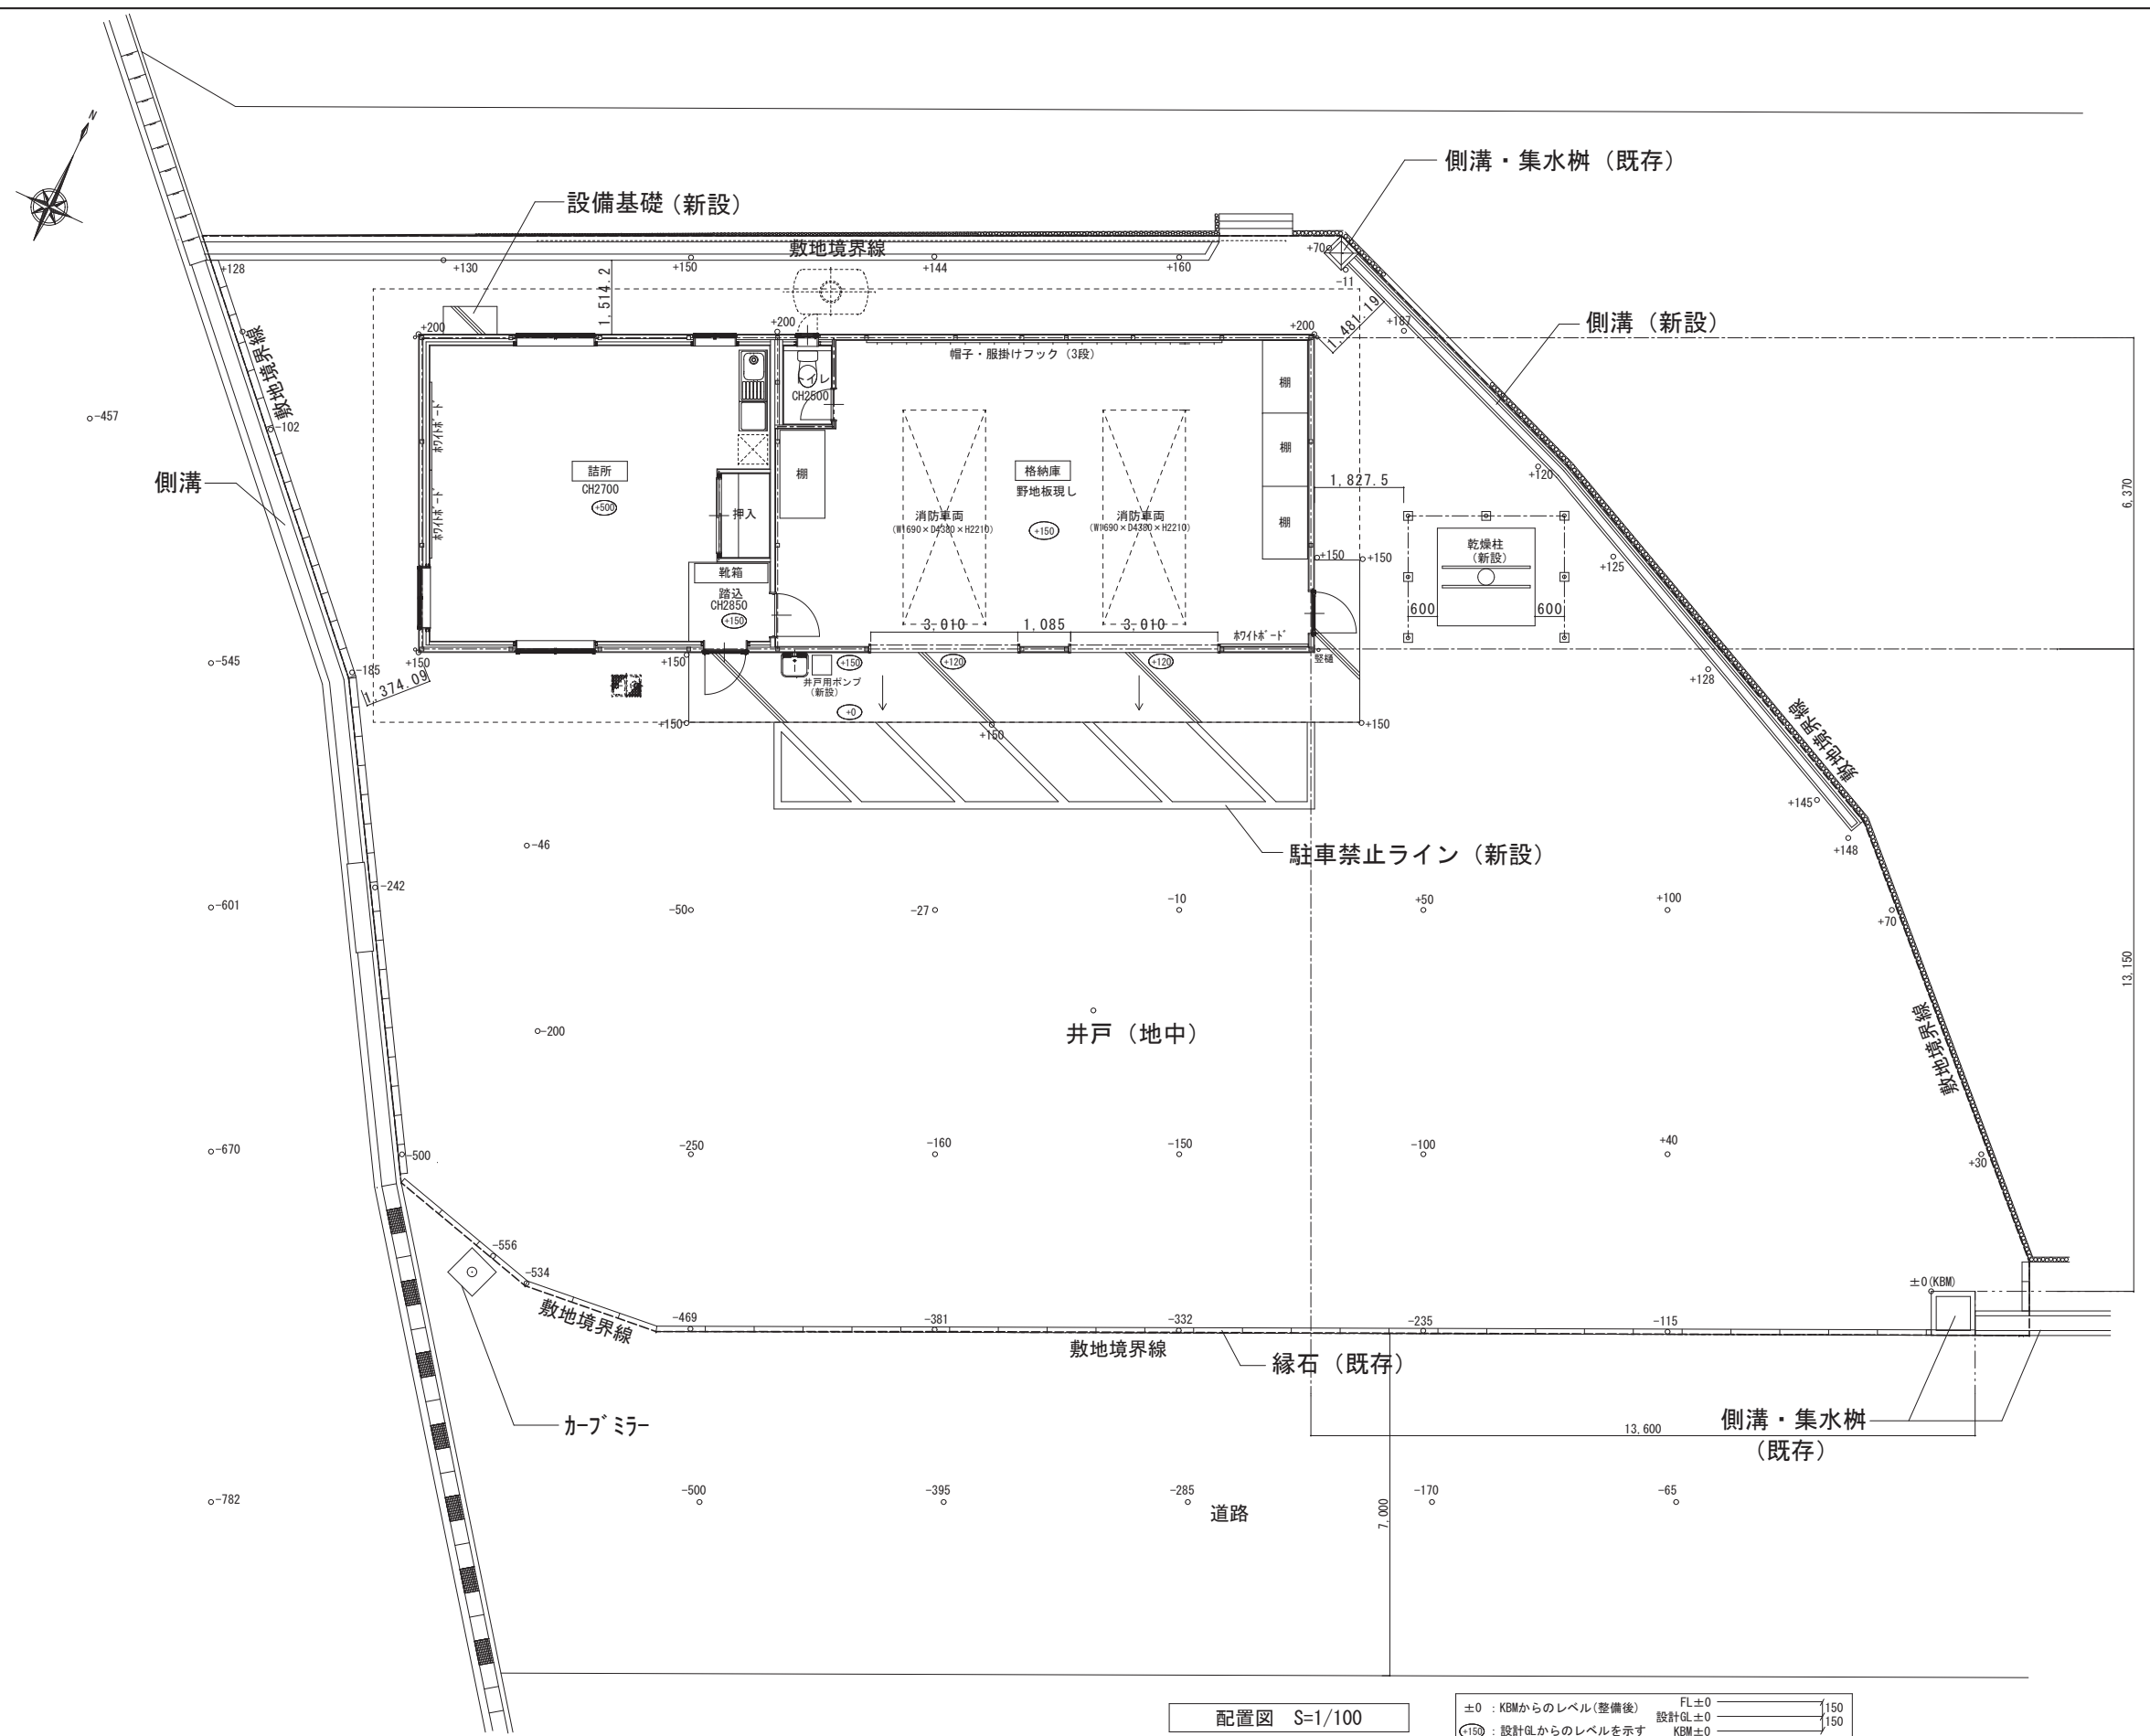 N
側溝・集水桝（既存）
設備基礎（新設）
敷地境界線
+70
+128
+130
+150
+144
+160
-11
1,514.2
1,481.19
+187
側溝（新設）
+200
+200
+200
敷地境界線
帽子・服掛けフック（3段）
トイレ
CH2500
棚
-457
-102
ホワイトボード
6,370
側溝
詰所
CH2700
+500
棚
格納庫
野地板現し
+150
棚
+120
1,827.5
ホワイトボード
押入
消防車両
(W1690×D4380×H2210)
消防車両
(W1690×D4380×H2210)
棚
乾燥柱
（新設）
+150
+150
+125
靴箱
踏込
CH2850
+150
600
600
3,010
1,085
3,010
ホワイトボード
-545
-185
+150
+150
+150
+120
+120
竪樋
+128
1,374.09
井戸用ポンプ
（新設）
+0
+150
+150
+150
敷地境界線
+145
-46
駐車禁止ライン（新設）
+148
-242
-601
-50
-27
-10
+50
+100
+70
13,150
-200
井戸（地中）
敷地境界線
-670
-500
-250
-160
-150
-100
+40
+30
-556
-534
±0(KBM)
敷地境界線
-469
-381
-332
-235
-115
敷地境界線
縁石（既存）
カーブミラー
13,600
側溝・集水桝
（既存）
-782
-500
-395
-285
-170
-65
道路
7,000
配置図 S=1/100
±0 : KBMからのレベル(整備後)
+150 : 設計GLからのレベルを示す
FL±0
150
設計GL±0
150
KBM±0